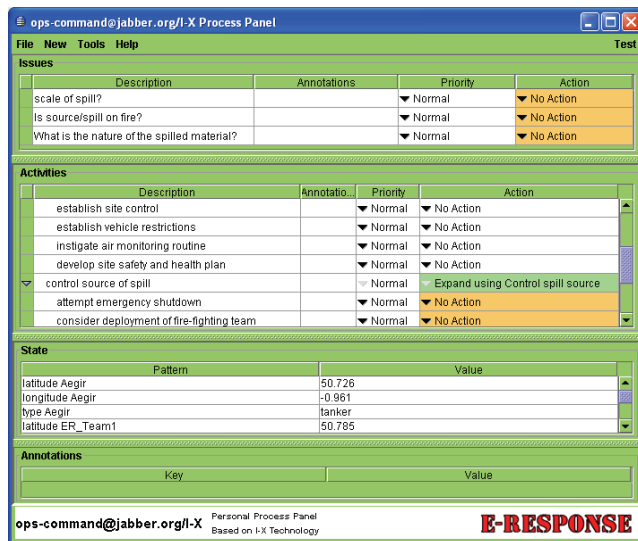 ops-command@jabber.org/I-X Process Panel
File New Tools Help Test
Issues
Description Annotations Priority Action
scale of spill? Normal No Action
Is source/spill on fire? Normal No Action
What is the nature of the spilled material? Normal No Action
Activities
Description Annotatio... Priority Action
establish site control Normal No Action
establish vehicle restrictions Normal No Action
instigate air monitoring routine Normal No Action
develop site safety and health plan Normal No Action
control source of spill Normal Expand using Control spill source
attempt emergency shutdown Normal No Action
consider deployment of fire-fighting team Normal No Action
State
Pattern Value
latitude Aegir 50.726
longitude Aegir -0.961
type Aegir tanker
latitude ER_Team1 50.785
Annotations
Key Value
ops-command@jabber.org/I-X Personal Process Panel E-RESPONSE
Based on I-X Technology